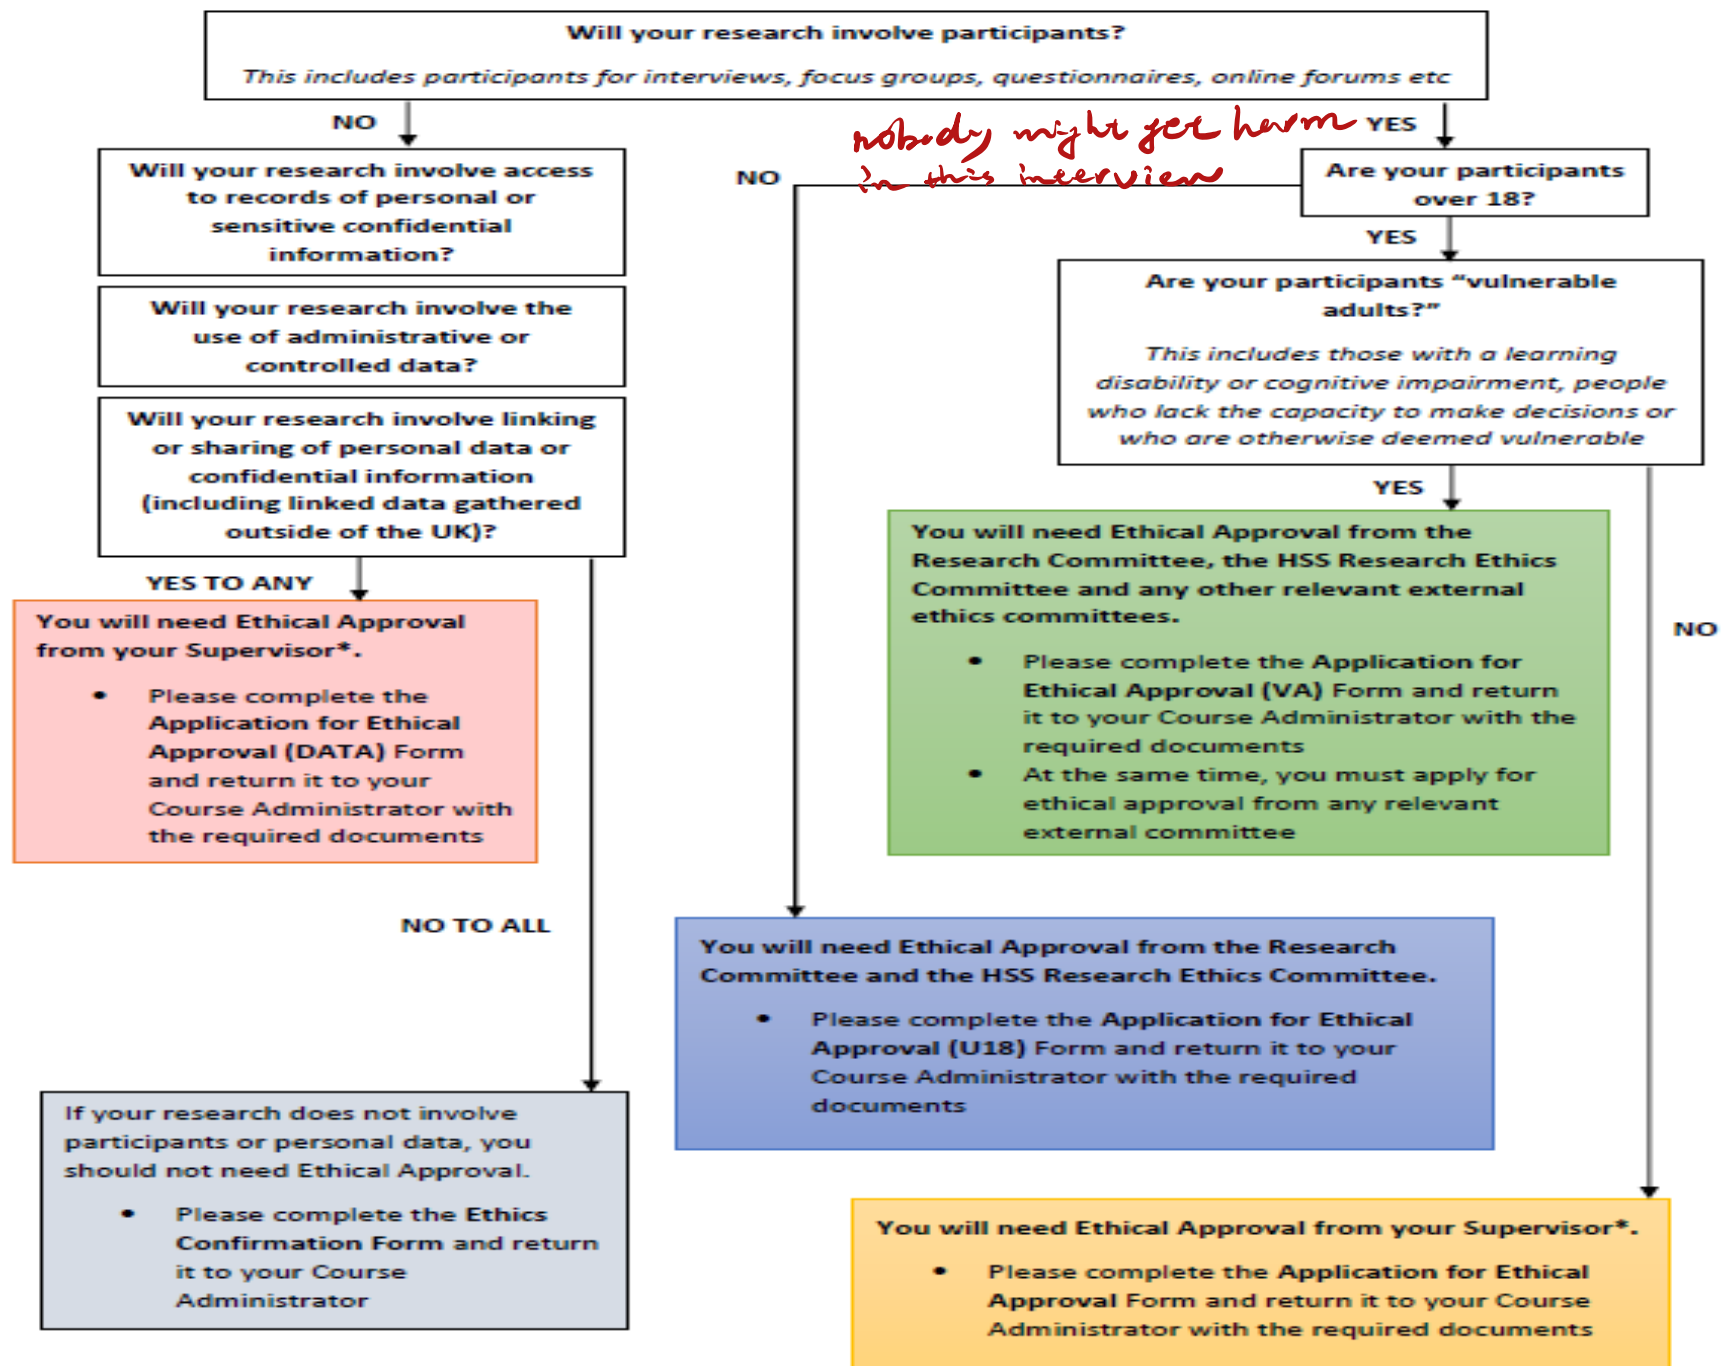 Will your research involve participants?
This includes participants for interviews, focus groups, questionnaires, online forums etc
NO
Will your research involve access
to records of personal or
sensitive confidential
information?
Will your research involve the
use of administrative or
controlled data?
Will your research involve linking
or sharing of personal data or
confidential information
(including linked data gathered
outside of the UK)?
YES TO ANY
You will need Ethical Approval
from your Supervisor*.
• Please complete the
Application for Ethical
Approval (DATA) Form
and return it to your
Course Administrator with
the required documents
NO TO ALL
If your research does not involve
participants or personal data, you
should not need Ethical Approval.
• Please complete the Ethics
Confirmation Form and return
it to your Course
Administrator
nobody might get harm
in this interview
YES
Are your participants
over 18?
NO
YES
Are your participants “vulnerable
adults?”
This includes those with a learning
disability or cognitive impairment, people
who lack the capacity to make decisions or
who are otherwise deemed vulnerable
YES
You will need Ethical Approval from the
Research Committee, the HSS Research Ethics
Committee and any other relevant external
ethics committees.
• Please complete the Application for
Ethical Approval (VA) Form and return
it to your Course Administrator with the
required documents
• At the same time, you must apply for
ethical approval from any relevant
external committee
NO
You will need Ethical Approval from the Research
Committee and the HSS Research Ethics Committee.
• Please complete the Application for Ethical
Approval (U18) Form and return it to your
Course Administrator with the required
documents
You will need Ethical Approval from your Supervisor*.
• Please complete the Application for Ethical
Approval Form and return it to your Course
Administrator with the required documents